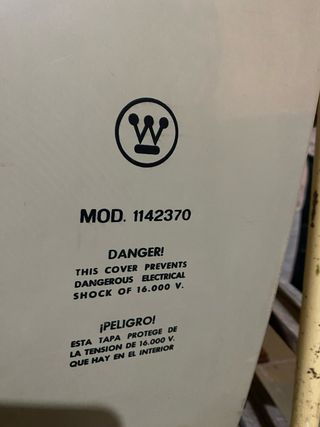 W
MOD. 1142370
DANGER!
THIS COVER PREVENTS
DANGEROUS ELECTRICAL
SHOCK OF 16.000 V.
¡PELIGRO!
ESTA TAPA PROTEGE DE
LA TENSION DE 16.000 V.
QUE HAY EN EL INTERIOR